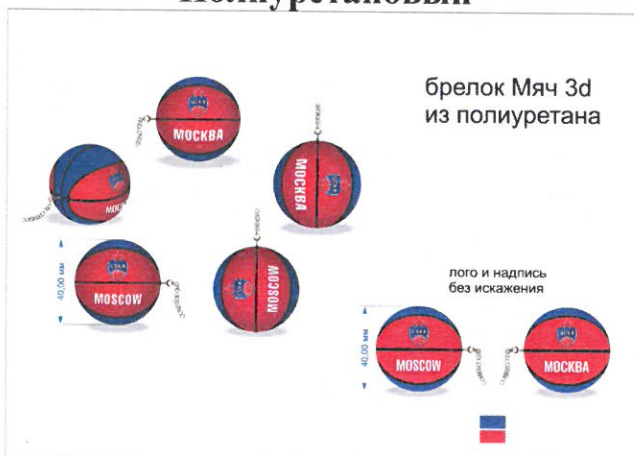 Полиуретановый
брелок Мяч 3d
из полиуретана
МОСКВА
МОСКВА
МОСКВА
40,00 мм
MOSCOW
MOSCOW
лого и надпись
без искажения
40,00 мм
MOSCOW
МОСКВА